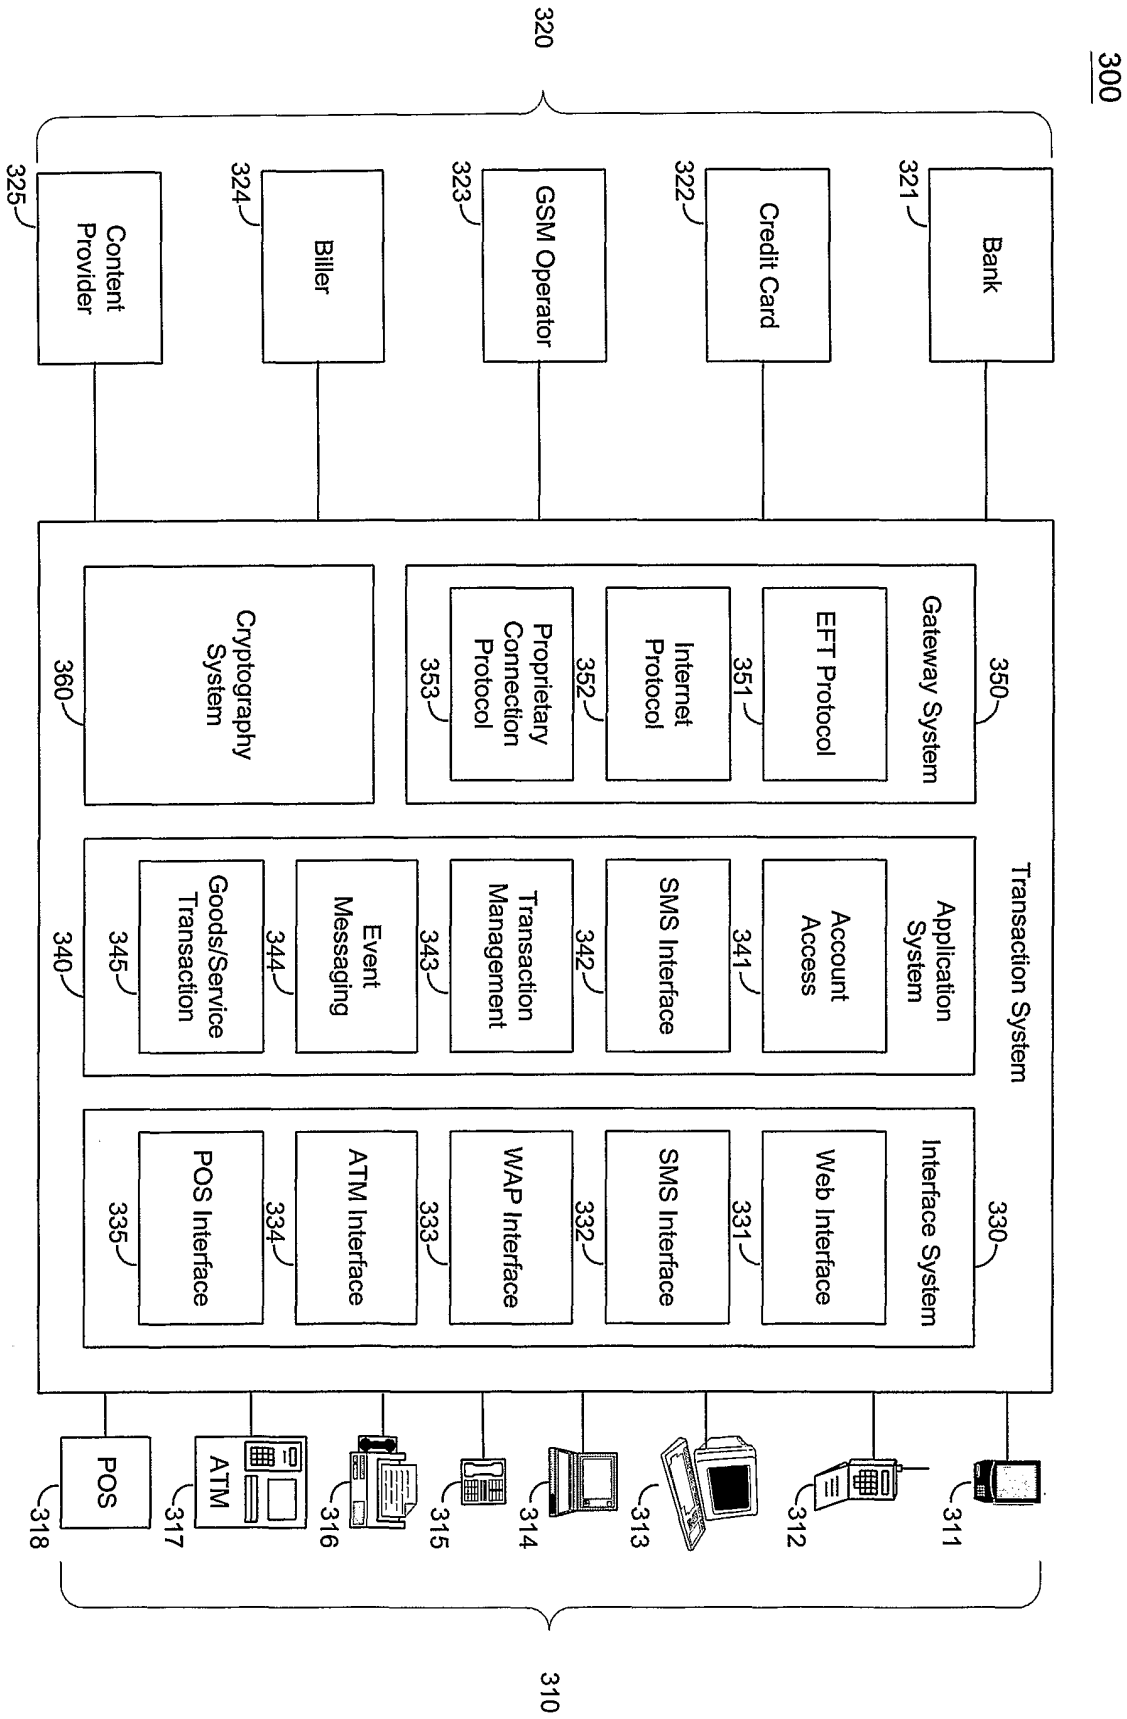 300
320
321
Bank
322
Credit Card
323
GSM Operator
324
Biller
325
Content
Provider
Transaction System
350
Gateway System
EFT Protocol
351
Internet
Protocol
352
Proprietary
Connection
Protocol
353
Cryptography
System
360
Application
System
Account
Access
341
SMS Interface
342
Transaction
Management
343
Event
Messaging
344
Goods/Service
Transaction
345
340
330
Interface System
Web Interface
331
SMS Interface
332
WAP Interface
333
ATM Interface
334
POS Interface
335
311
312
313
314
315
316
ATM
317
POS
318
310